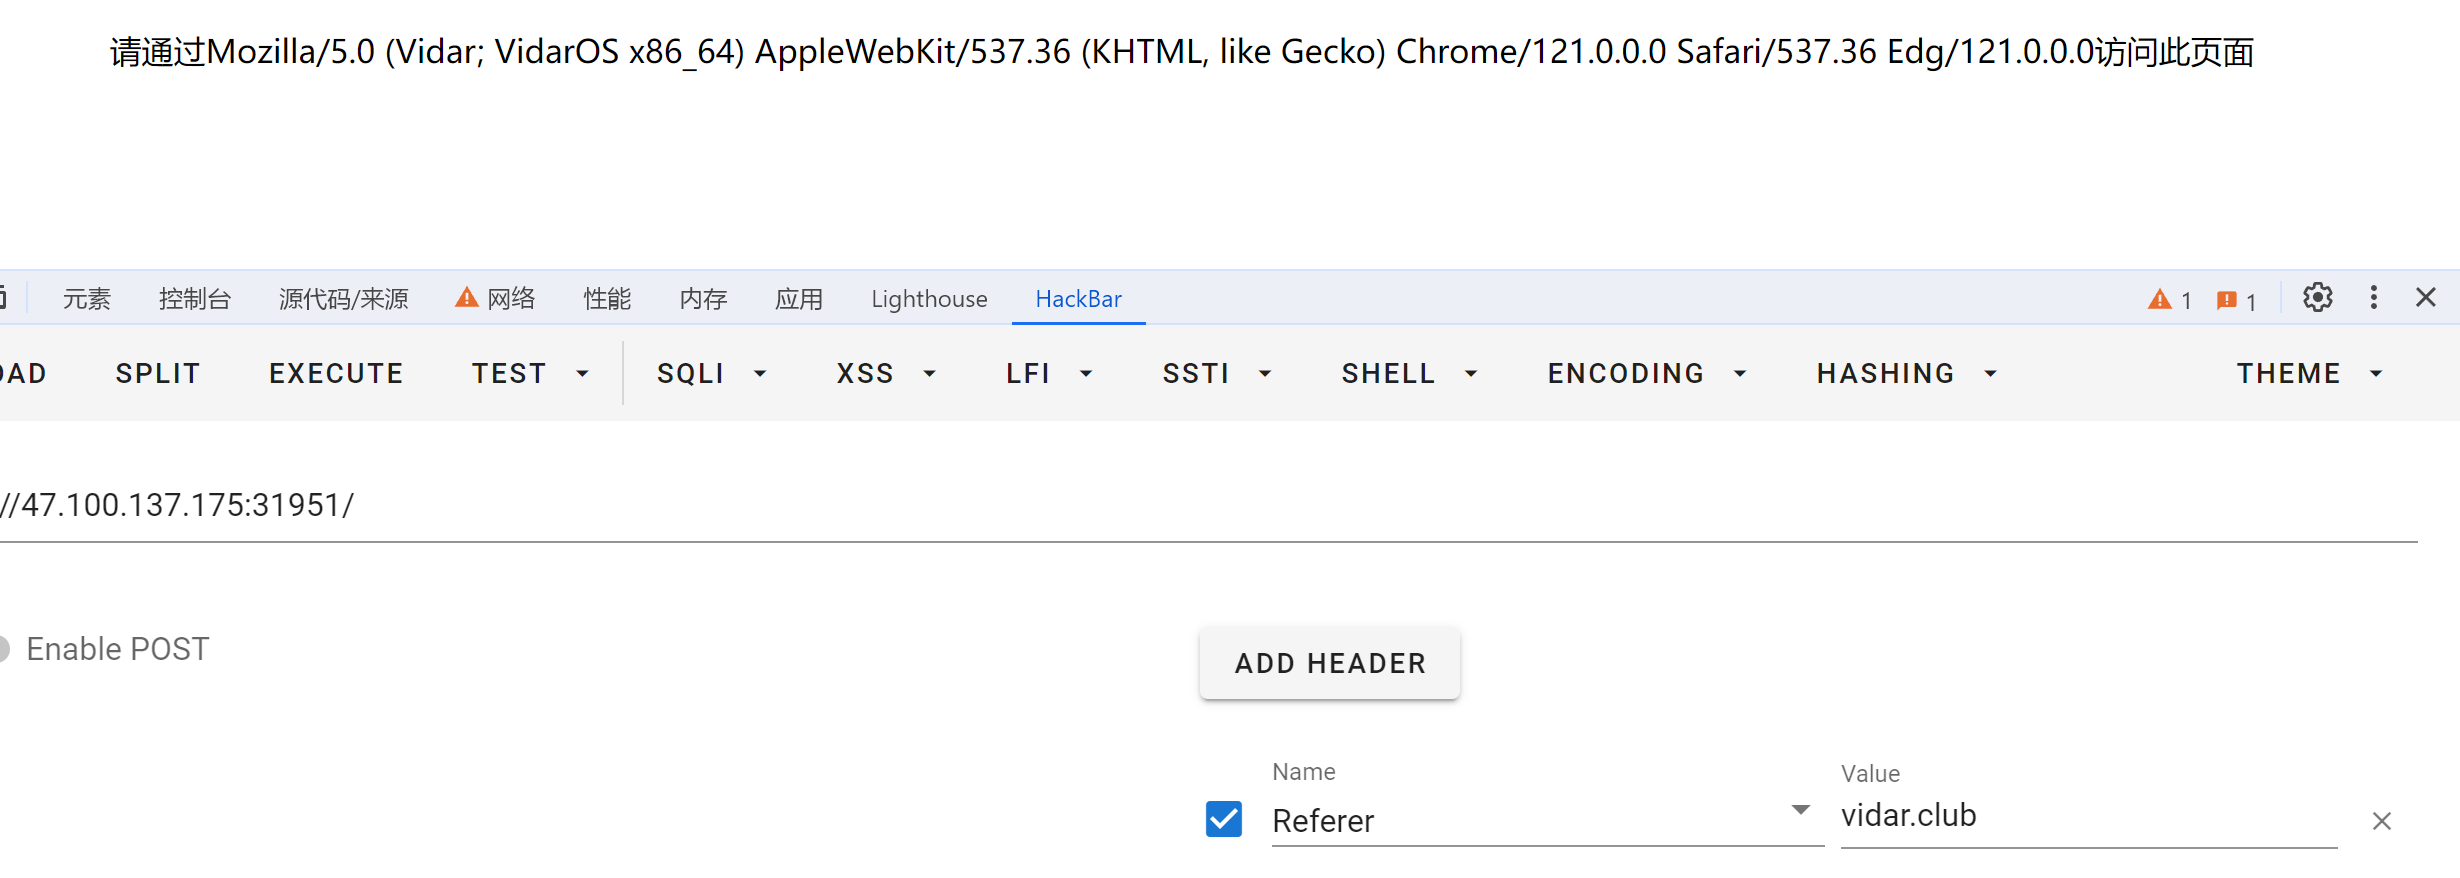 请通过Mozilla/5.0 (Vidar; VidarOS x86_64) AppleWebKit/537.36 (KHTML, like Gecko) Chrome/121.0.0.0 Safari/537.36 Edg/121.0.0.0访问此页面
元素 控制台 源代码/来源 网络 性能 内存 应用 Lighthouse HackBar 1 1
AD SPLIT EXECUTE TEST SQLI XSS LFI SSTI SHELL ENCODING HASHING THEME
//47.100.137.175:31951/
Enable POST
ADD HEADER
Name Value
Referer vidar.club